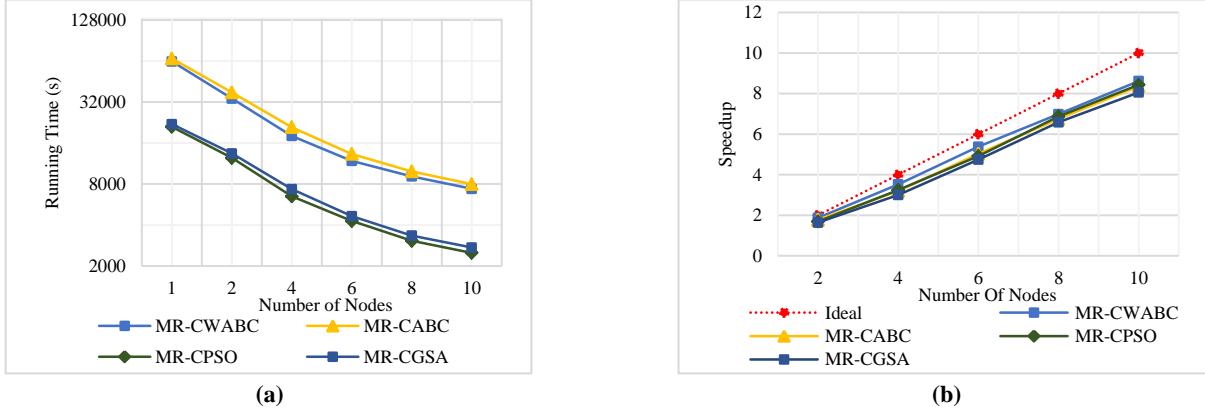 128000
32000
8000
2000
Running Time (s)
1 2 4 6 8 10
Number of Nodes
MR-CWABC MR-CABC
MR-CPSO MR-CGSA
(a)
12
10
8
6
4
2
0
Speedup
2 4 6 8 10
Number Of Nodes
Ideal MR-CWABC
MR-CABC MR-CPSO
MR-CGSA
(b)